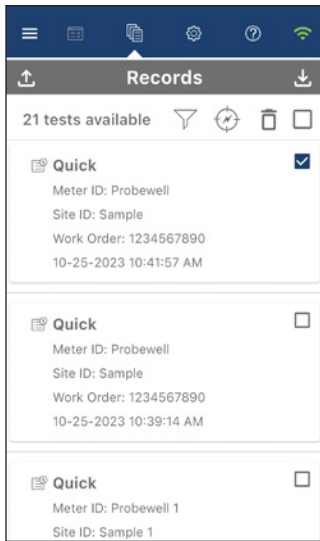 Records
21 tests available
Quick
Meter ID: Probewell
Site ID: Sample
Work Order: 1234567890
10-25-2023 10:41:57 AM
Quick
Meter ID: Probewell
Site ID: Sample
Work Order: 1234567890
10-25-2023 10:39:14 AM
Quick
Meter ID: Probewell 1
Site ID: Sample 1